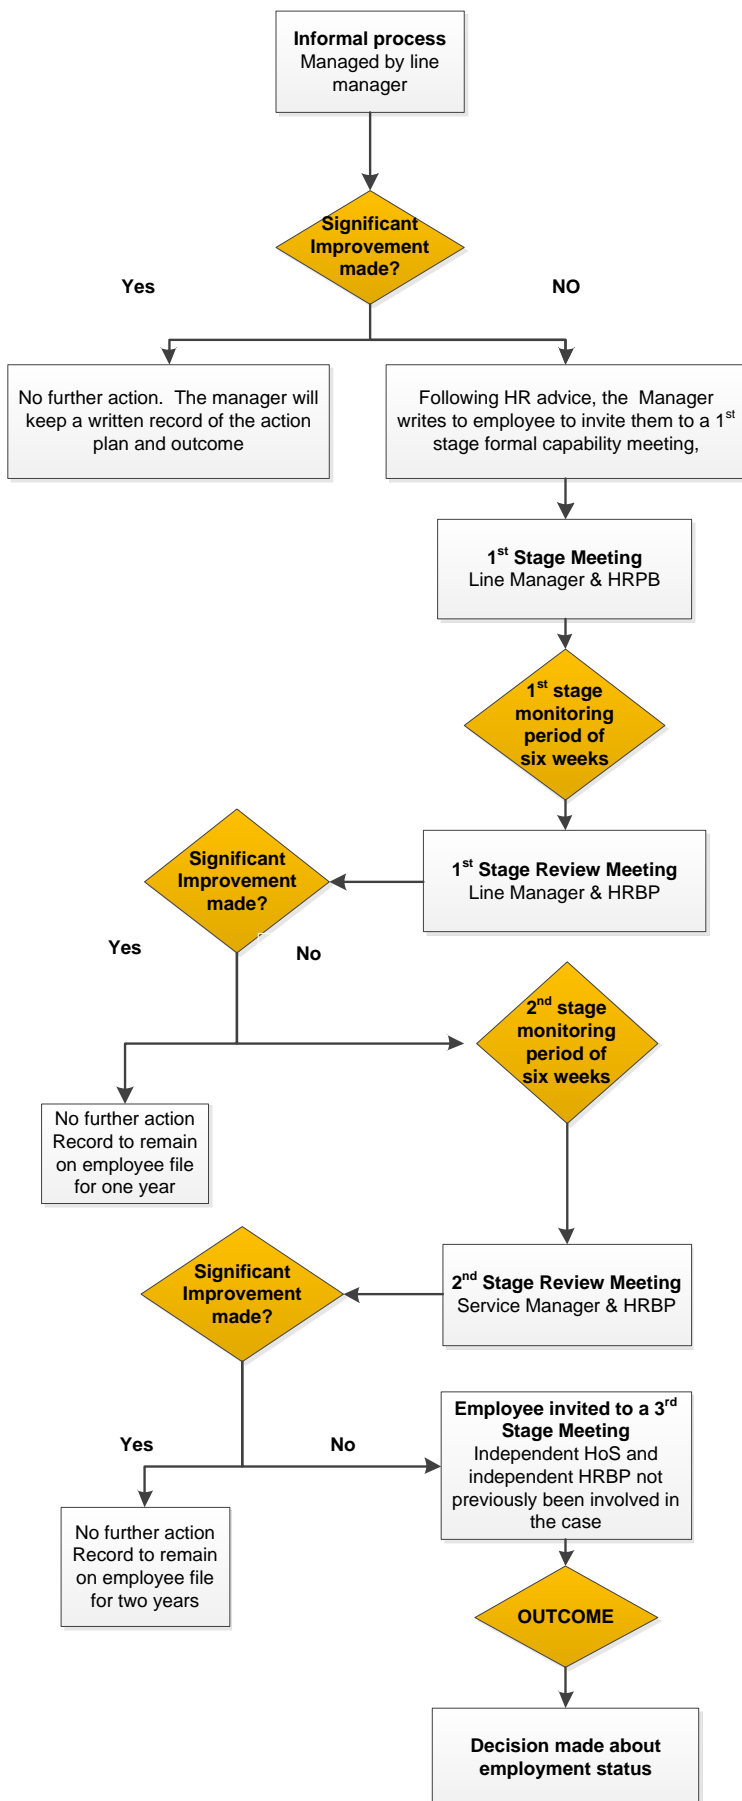 Informal process
Managed by line
manager
Significant
Improvement
made?
Yes
NO
No further action.  The manager will
keep a written record of the action
plan and outcome
Following HR advice, the  Manager
writes to employee to invite them to a 1st
stage formal capability meeting,
1st Stage Meeting
Line Manager & HRPB
1st stage
monitoring
period of
six weeks
1st Stage Review Meeting
Line Manager & HRBP
Significant
Improvement
made?
Yes
No
2nd stage
monitoring
period of
six weeks
No further action
Record to remain
on employee file
for one year
2nd Stage Review Meeting
Service Manager & HRBP
Significant
Improvement
made?
Yes
No
Employee invited to a 3rd
Stage Meeting
Independent HoS and
independent HRBP not
previously been involved in
the case
No further action
Record to remain
on employee file
for two years
OUTCOME
Decision made about
employment status